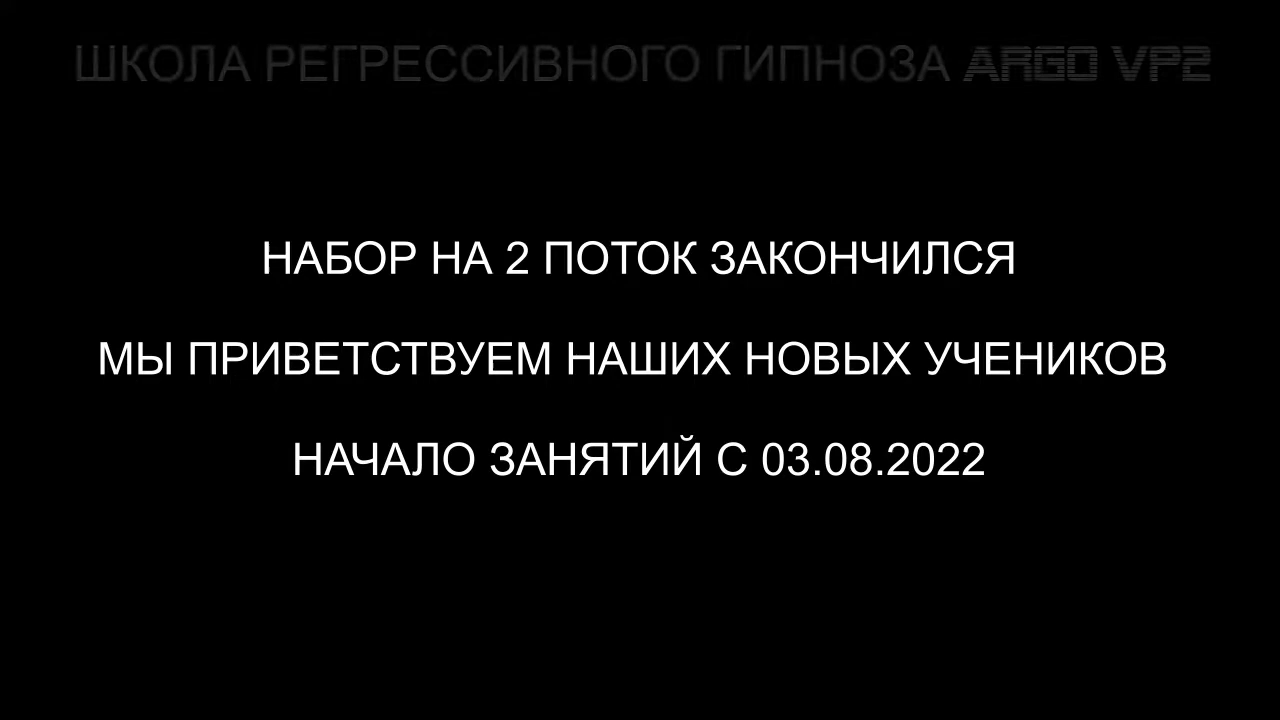 ШКОЛА РЕГРЕССИВНОГО ГИПНОЗА ARGO VP2
НАБОР НА 2 ПОТОК ЗАКОНЧИЛСЯ
МЫ ПРИВЕТСТВУЕМ НАШИХ НОВЫХ УЧЕНИКОВ
НАЧАЛО ЗАНЯТИЙ С 03.08.2022